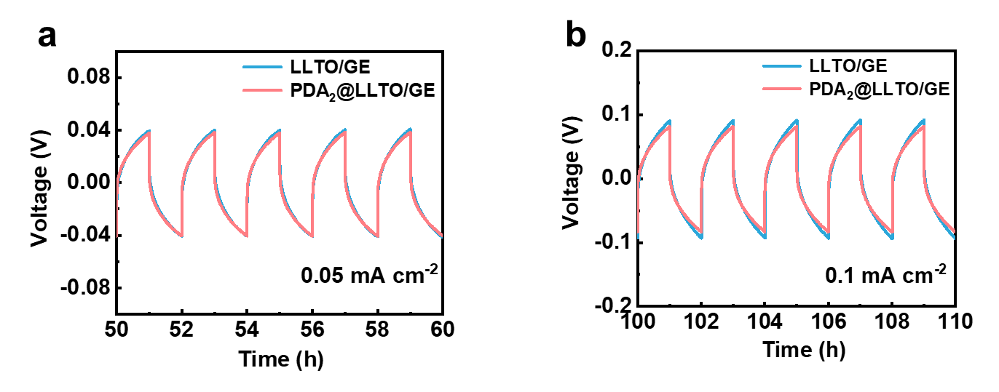 a
LLTO/GE
PDA2@LLTO/GE
0.08
0.04
0.00
-0.04
-0.08
Voltage (V)
0.05 mA cm-2
50 52 54 56 58 60
Time (h)
b
LLTO/GE
PDA2@LLTO/GE
0.2
0.1
0.0
-0.1
-0.2
Voltage (V)
0.1 mA cm-2
100 102 104 106 108 110
Time (h)